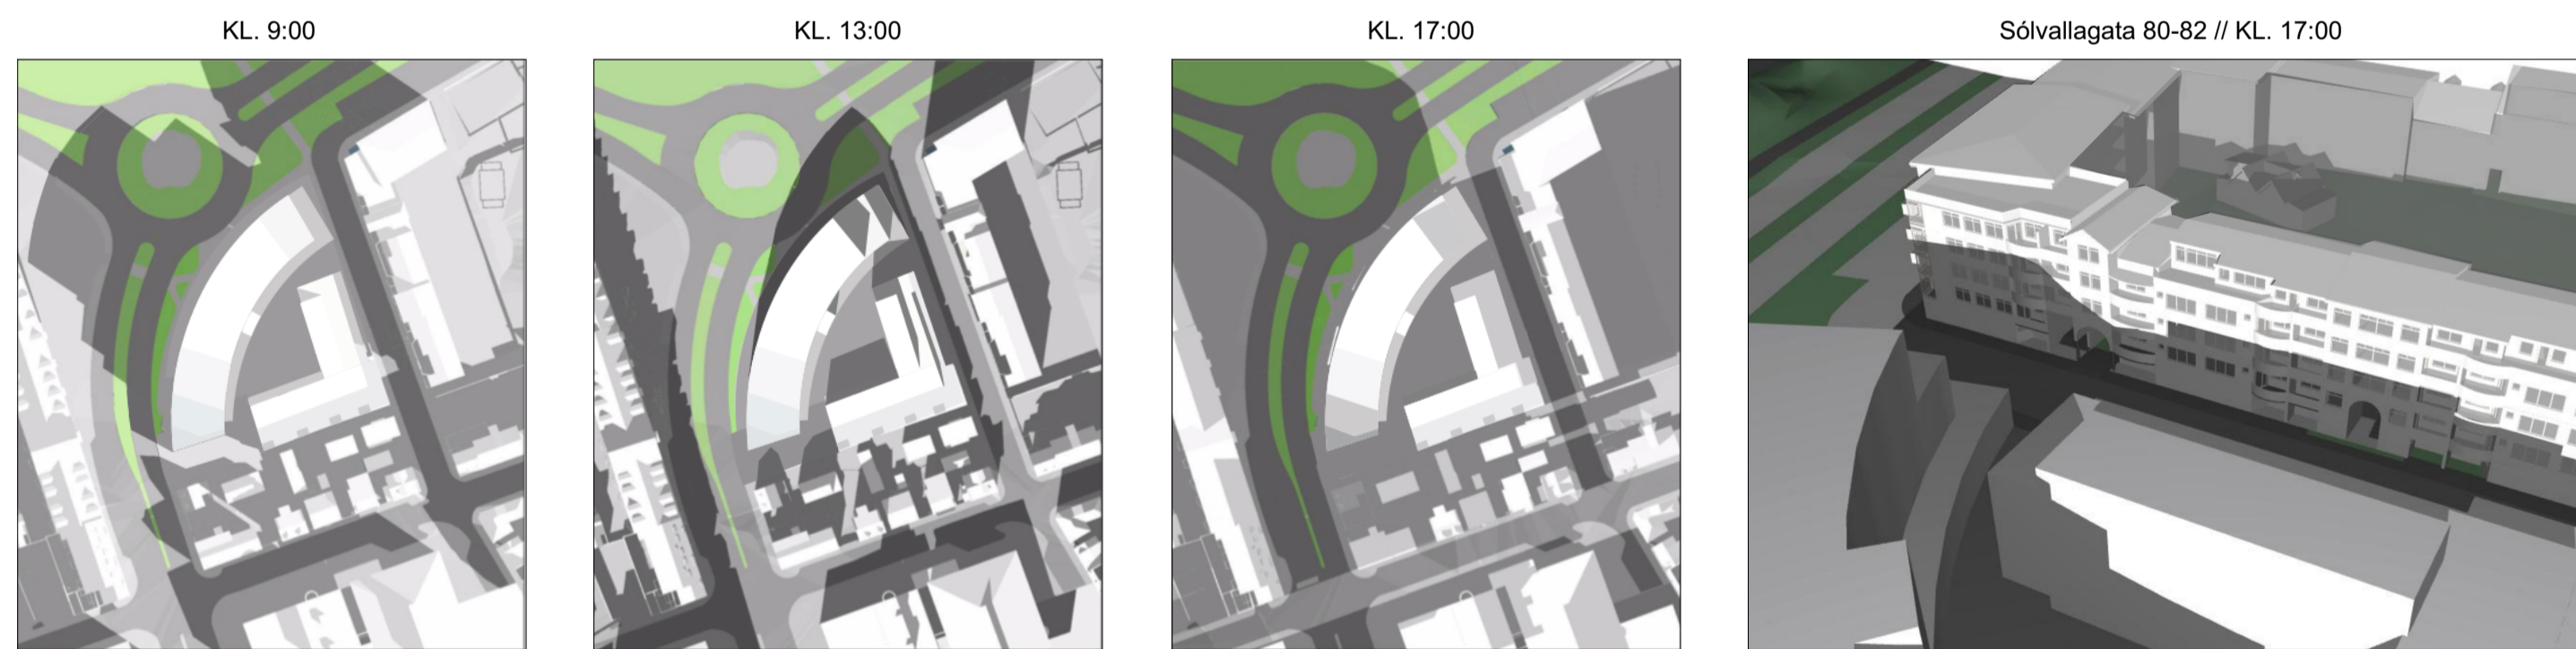 KL. 9:00
KL. 13:00
KL. 17:00
Sólvallagata 80-82 // KL. 17:00